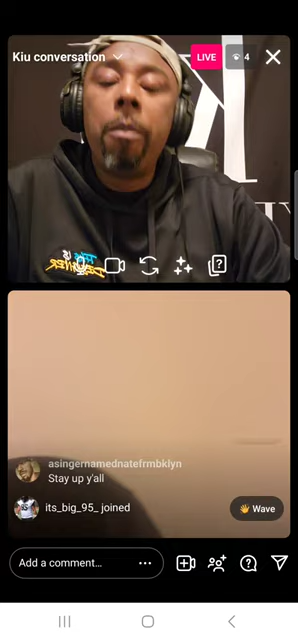 Kiu conversation
LIVE
4
asingernamednatefrmbklyn
Stay up y'all
its_big_95_ joined
👋 Wave
Add a comment...